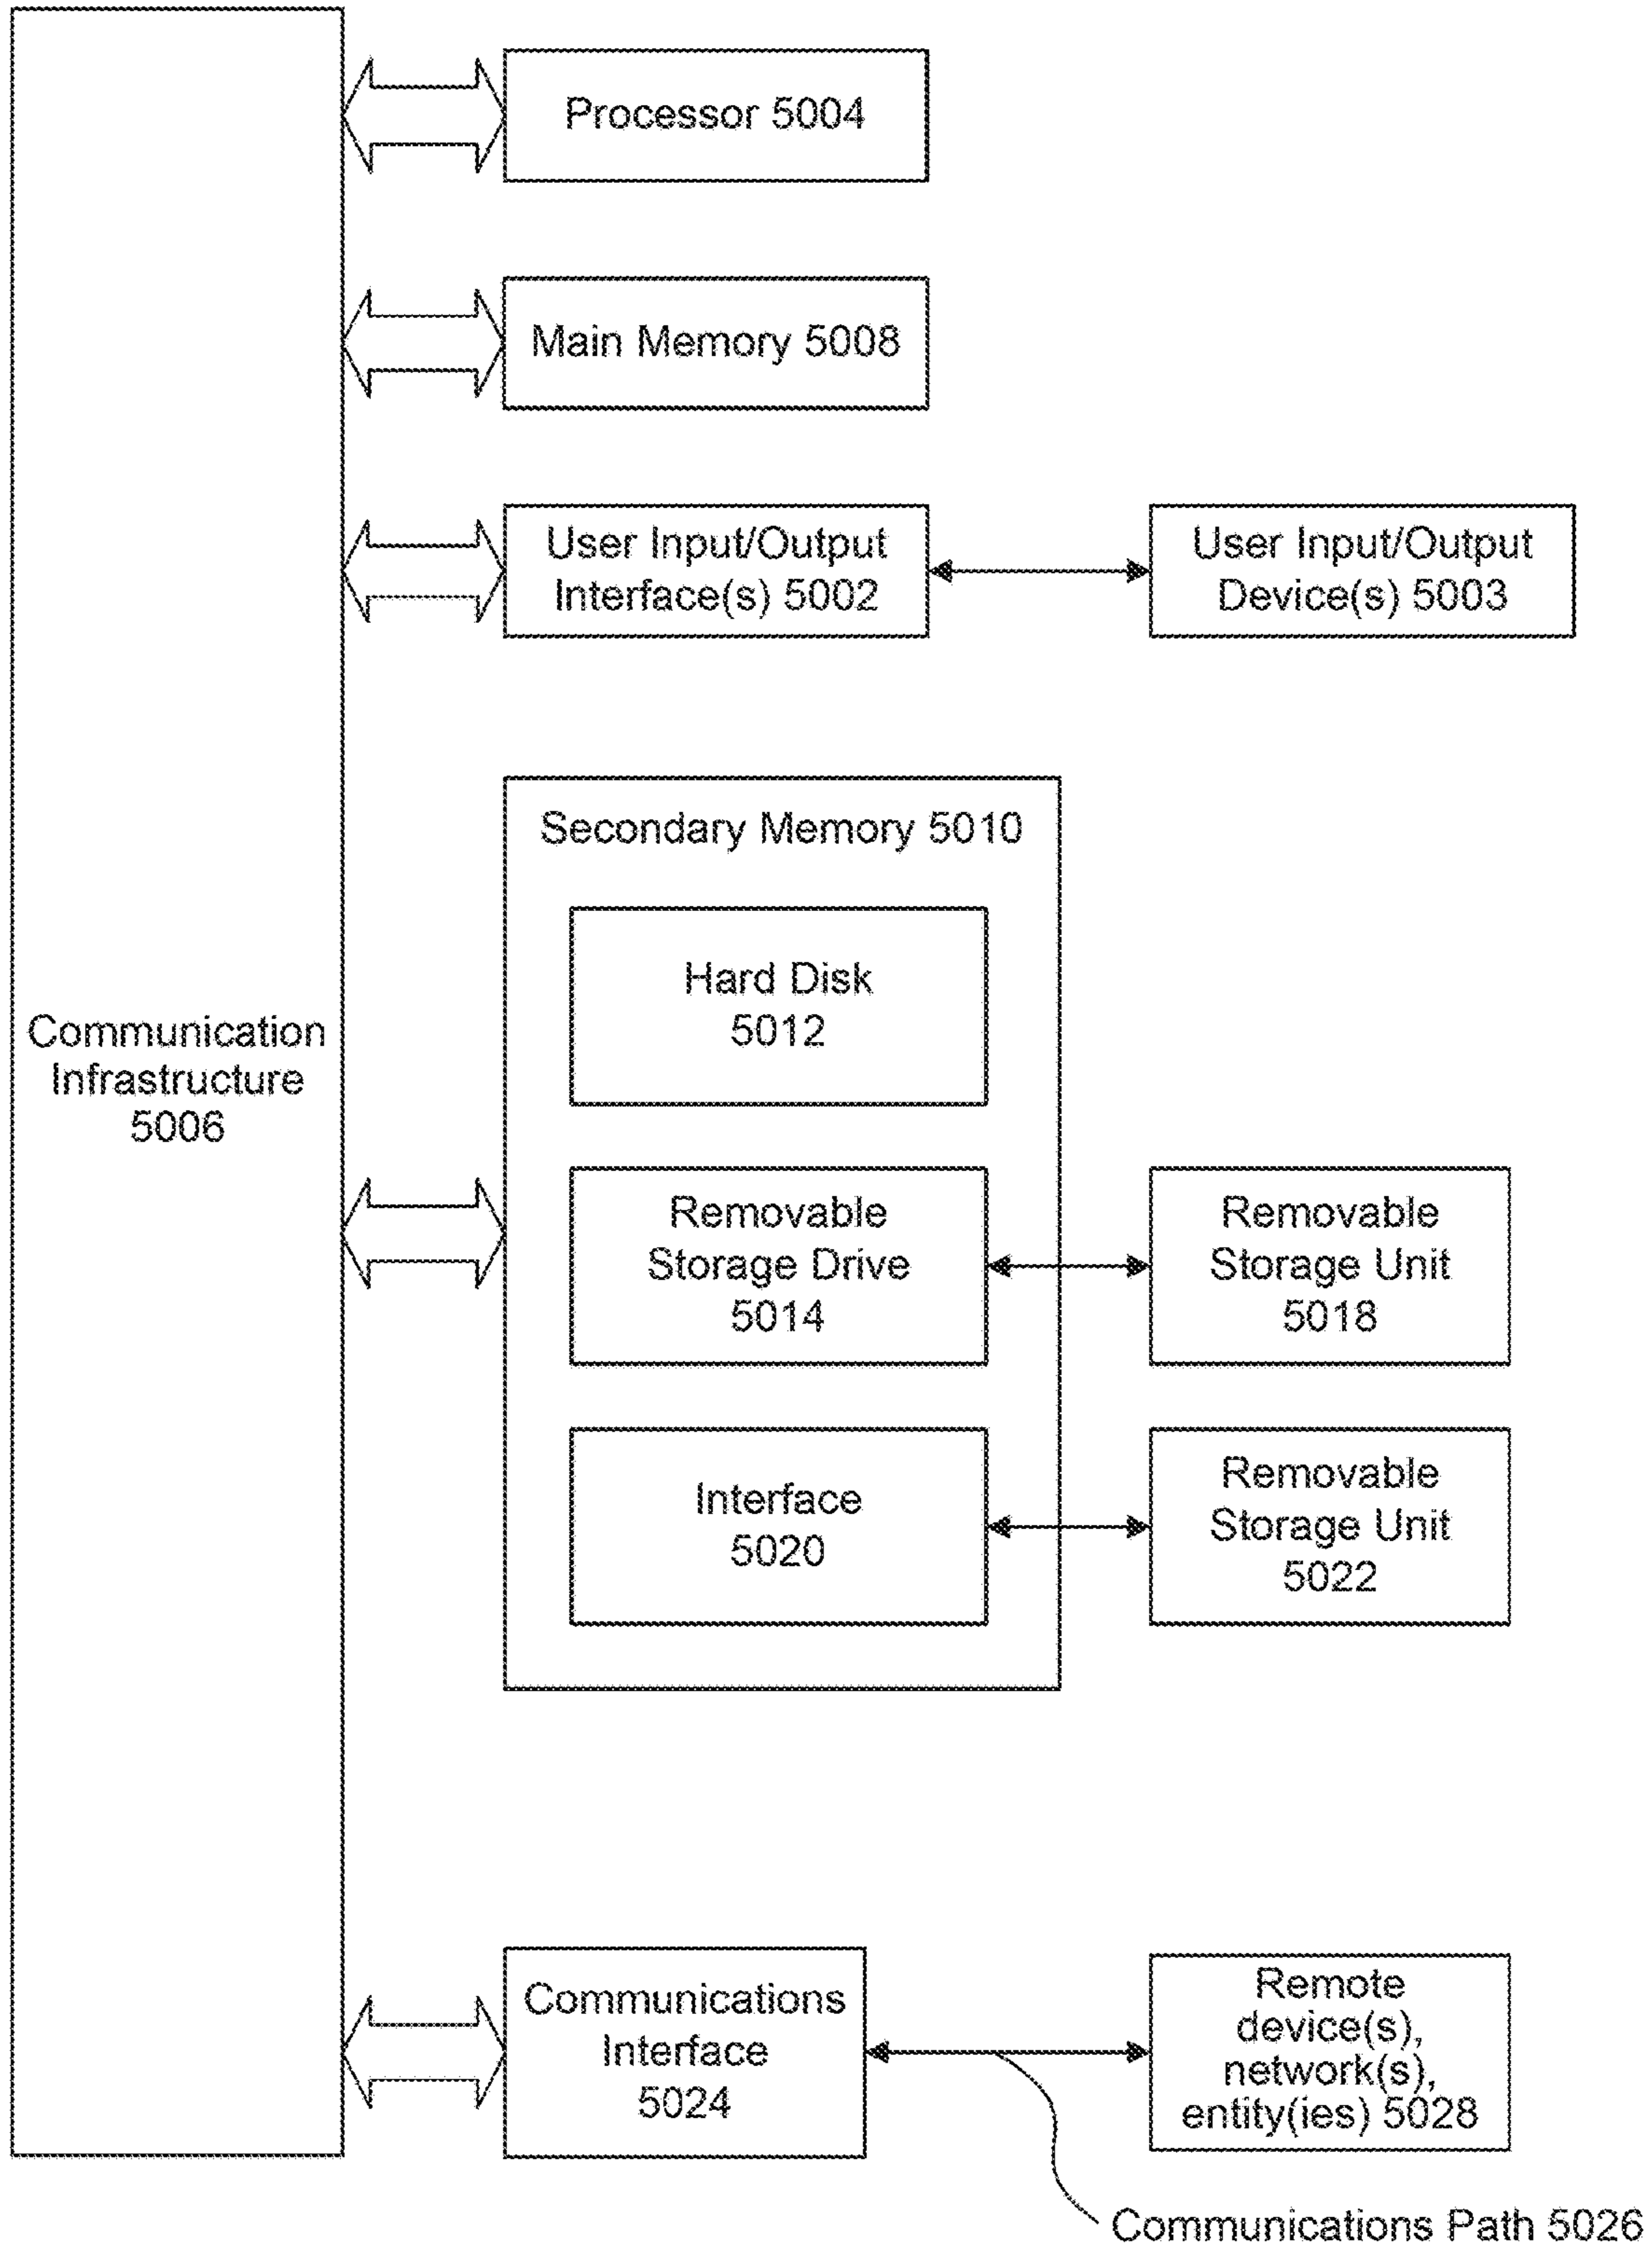 Processor 5004
Main Memory 5008
User Input/Output
Interface(s) 5002
User Input/Output
Device(s) 5003
Secondary Memory 5010
Hard Disk
5012
Communication
Infrastructure
5006
Removable
Storage Drive
5014
Removable
Storage Unit
5018
Interface
5020
Removable
Storage Unit
5022
Communications
Interface
5024
Remote
device(s),
network(s),
entity(ies) 5028
Communications Path 5026